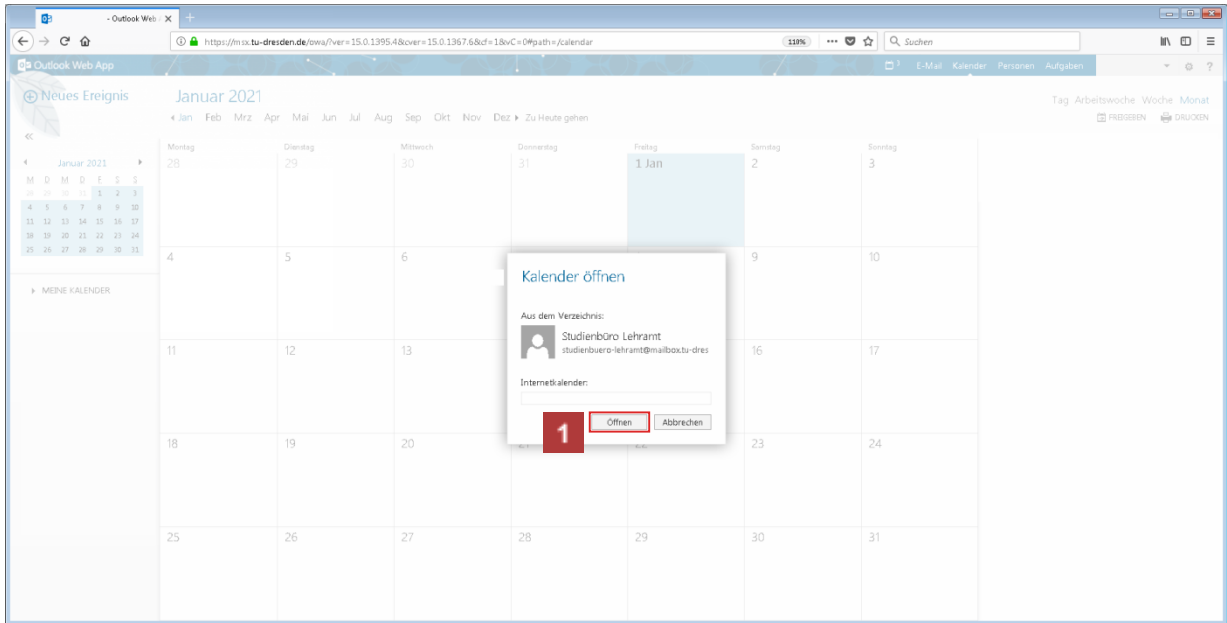 - Outlook Web
https://msx.tu-dresden.de/owa/?ver=15.0.1395.4&cver=15.0.1367.6&cf=1&vC=0#path=/calendar
110%
Suchen
Outlook Web App
E-Mail Kalender Personen Aufgaben
?
Neues Ereignis
Januar 2021
Tag Arbeitswoche Woche Monat
Jan Feb Mrz Apr Mai Jun Jul Aug Sep Okt Nov Dez Zu Heute gehen
FREIGEBEN DRUCKEN
Montag Dienstag Mittwoch Donnerstag Freitag Samstag Sonntag
28 29 30 31 1 Jan 2 3
Januar 2021
M D M D F S S
28 29 30 31 1 2 3
4 5 6 7 8 9 10
11 12 13 14 15 16 17
18 19 20 21 22 23 24
25 26 27 28 29 30 31
MEINE KALENDER
4 5 6 9 10
Kalender öffnen
Aus dem Verzeichnis:
Studienbüro Lehramt
studienbuero-lehramt@mailbox.tu-dres
Internetkalender:
Öffnen Abbrechen
1
11 12 13 16 17
18 19 20 21 22 23 24
25 26 27 28 29 30 31